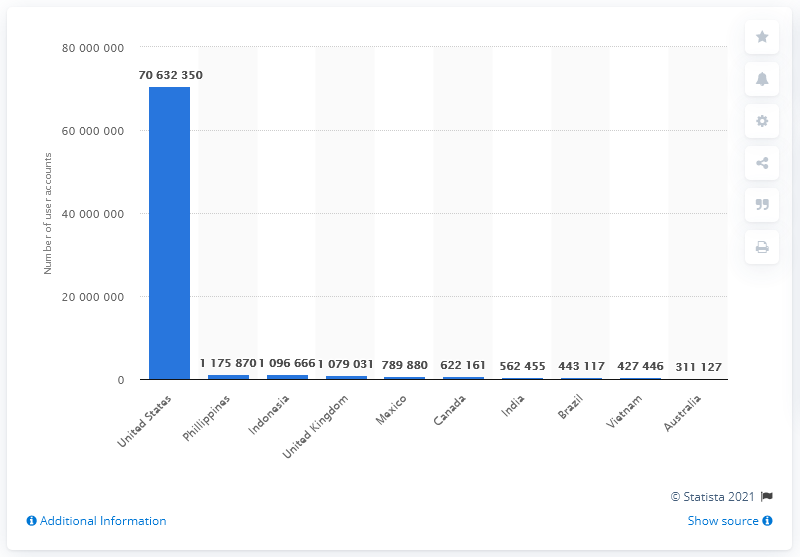 80 000 000
60 000 000
40 000 000
20 000 000
0
Number of user accounts
70 632 350
1 175 870
1 096 666
1 079 031
789 880
622 161
562 455
443 117
427 446
311 127
United States
Phillippines
Indonesia
United Kingdom
Mexico
Canada
India
Brazil
Vietnam
Australia
© Statista 2021
Additional Information
Show source